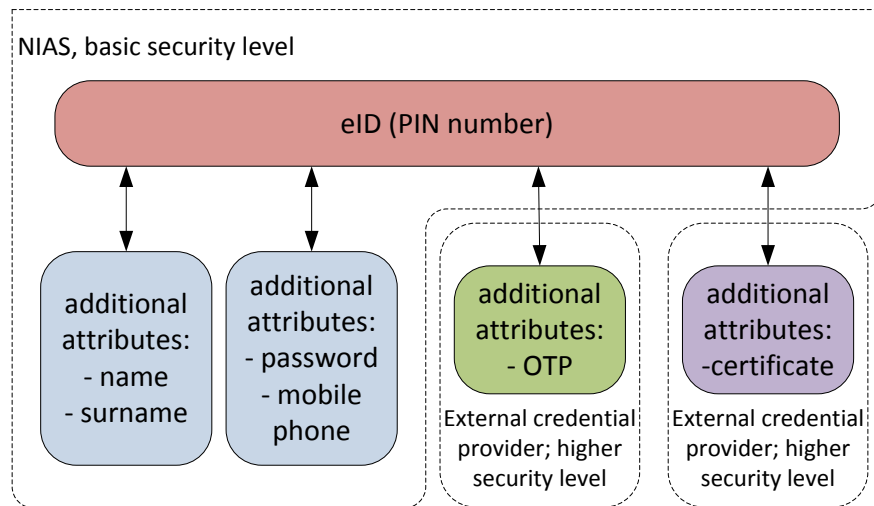 NIAS, basic security level
eID (PIN number)
additional
attributes:
- name
- surname
additional
attributes:
- password
- mobile
phone
additional
attributes:
- OTP
External credential
provider; higher
security level
additional
attributes:
-certificate
External credential
provider; higher
security level